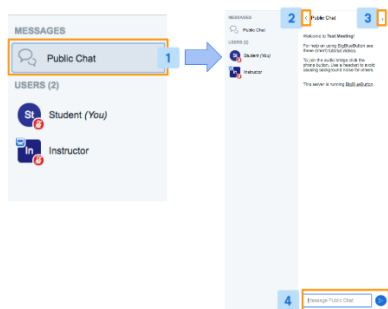 MESSAGES
Public Chat
1
USERS (2)
St
Student (You)
In
Instructor
MESSAGES
Public Chat
USERS (2)
St
Student (You)
In
Instructor
2
Public Chat
3
Welcome to Test Meeting!
For help on using BigBlueButton see
these (short) tutorial videos.
To join the audio bridge click the
phone button. Use a headset to avoid
causing background noise for others.
This server is running BigBlueButton.
4
Message Public Chat